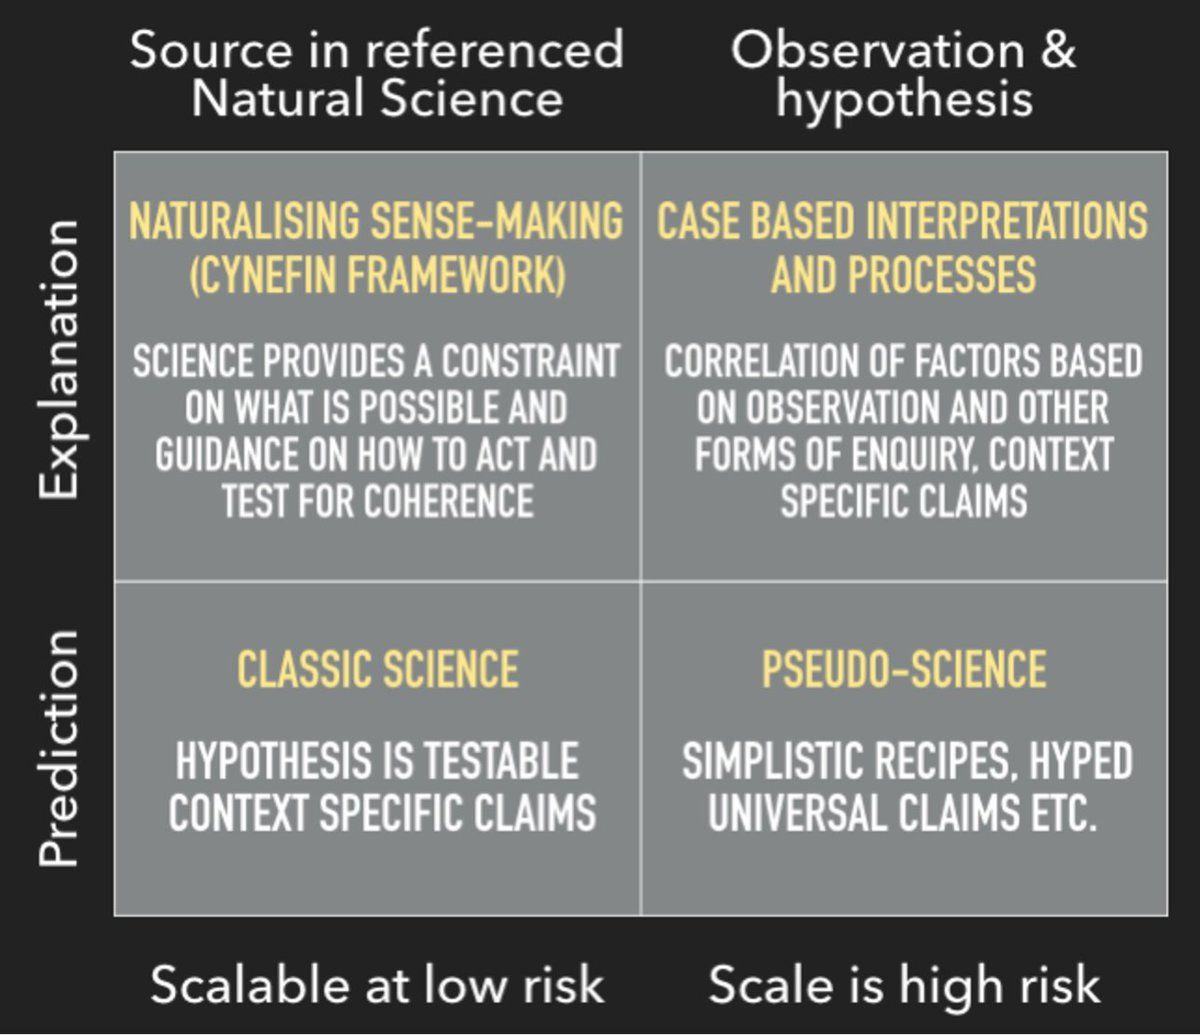 Source in referenced
Natural Science
Observation &
hypothesis
Explanation
NATURALISING SENSE-MAKING
(CYNEFIN FRAMEWORK)
SCIENCE PROVIDES A CONSTRAINT
ON WHAT IS POSSIBLE AND
GUIDANCE ON HOW TO ACT AND
TEST FOR COHERENCE
CASE BASED INTERPRETATIONS
AND PROCESSES
CORRELATION OF FACTORS BASED
ON OBSERVATION AND OTHER
FORMS OF ENQUIRY, CONTEXT
SPECIFIC CLAIMS
Prediction
CLASSIC SCIENCE
HYPOTHESIS IS TESTABLE
CONTEXT SPECIFIC CLAIMS
PSEUDO-SCIENCE
SIMPLISTIC RECIPES, HYPED
UNIVERSAL CLAIMS ETC.
Scalable at low risk
Scale is high risk